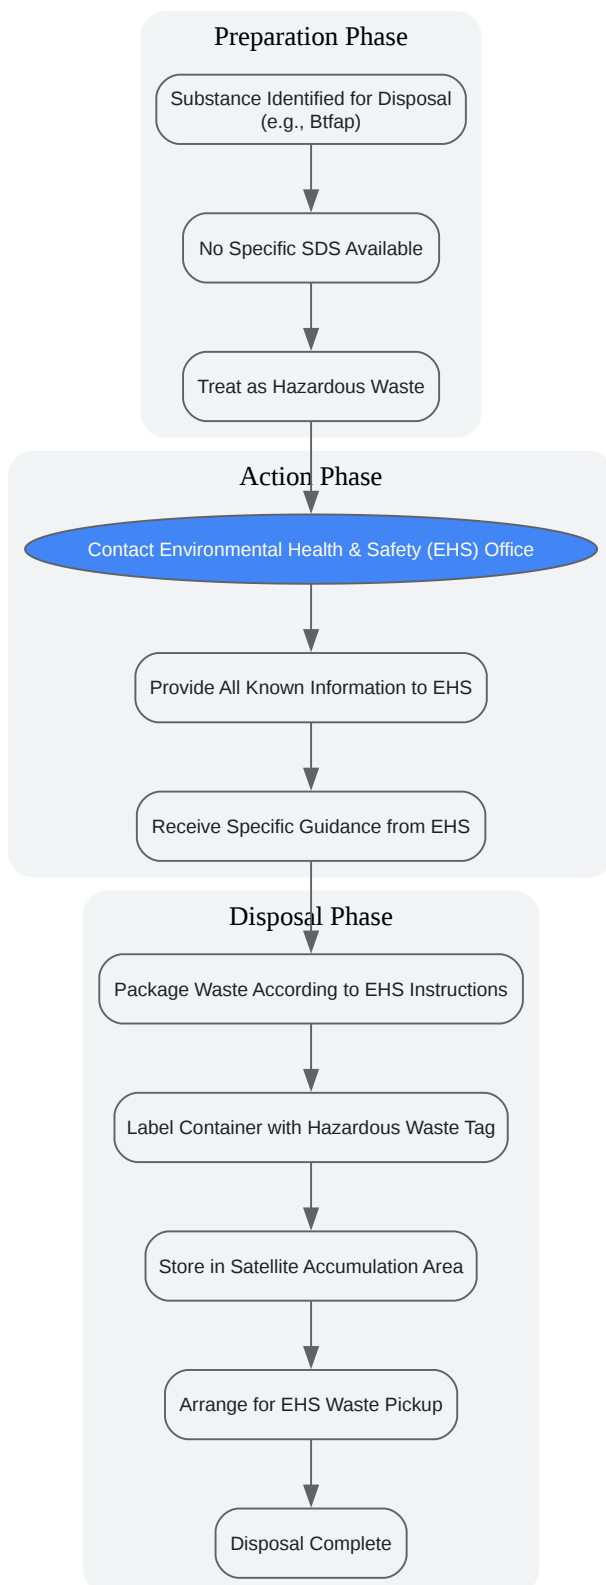 Preparation Phase
Substance Identified for Disposal
(e.g., Btfap)
No Specific SDS Available
Treat as Hazardous Waste
Action Phase
Contact Environmental Health & Safety (EHS) Office
Provide All Known Information to EHS
Receive Specific Guidance from EHS
Disposal Phase
Package Waste According to EHS Instructions
Label Container with Hazardous Waste Tag
Store in Satellite Accumulation Area
Arrange for EHS Waste Pickup
Disposal Complete